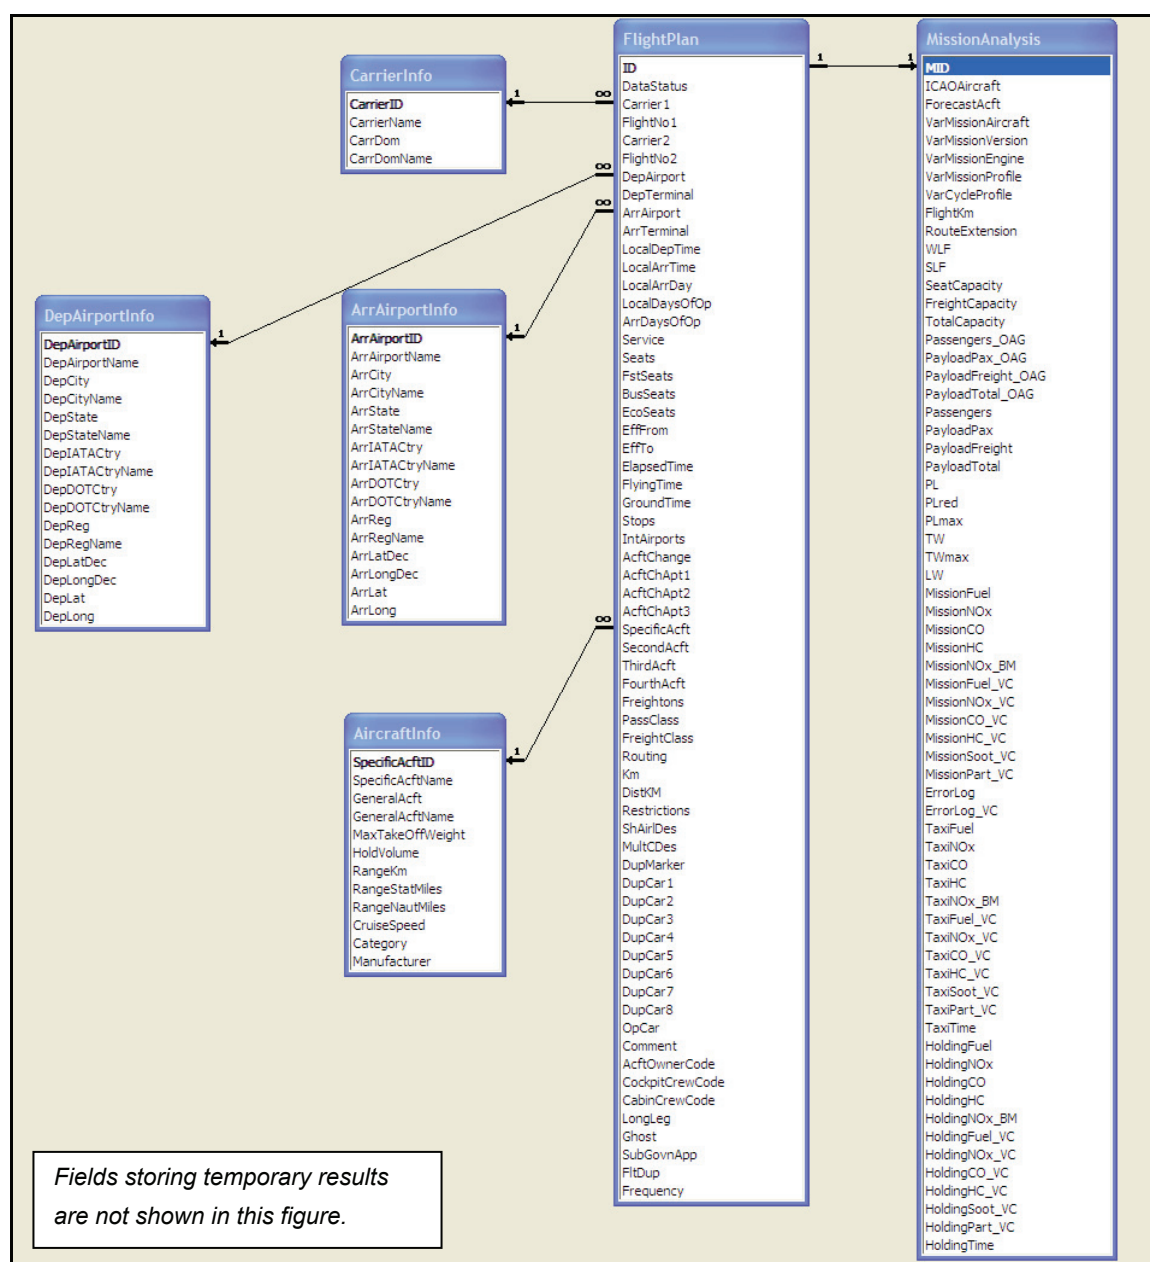 CarrierInfo
CarrierID
CarrierName
CarrDom
CarrDomName
DepAirportInfo
DepAirportID
DepAirportName
DepCity
DepCityName
DepState
DepStateName
DepIATACtry
DepIATACtryName
DepDOTCtry
DepDOTCtryName
DepReg
DepRegName
DepLatDec
DepLongDec
DepLat
DepLong
ArrAirportInfo
ArrAirportID
ArrAirportName
ArrCity
ArrCityName
ArrState
ArrStateName
ArrIATACtry
ArrIATACtryName
ArrDOTCtry
ArrDOTCtryName
ArrReg
ArrRegName
ArrLatDec
ArrLongDec
ArrLat
ArrLong
AircraftInfo
SpecificAcftID
SpecificAcftName
GeneralAcft
GeneralAcftName
MaxTakeOffWeight
HoldVolume
RangeKm
RangeStatMiles
RangeNautMiles
CruiseSpeed
Category
Manufacturer
1
∞
∞
∞
1
1
∞
1
FlightPlan
ID
DataStatus
Carrier1
FlightNo1
Carrier2
FlightNo2
DepAirport
DepTerminal
ArrAirport
ArrTerminal
LocalDepTime
LocalArrTime
LocalArrDay
LocalDaysOfOp
ArrDaysOfOp
Service
Seats
FstSeats
BusSeats
EcoSeats
EffFrom
EffTo
ElapsedTime
FlyingTime
GroundTime
Stops
IntAirports
AcftChange
AcftChApt1
AcftChApt2
AcftChApt3
SpecificAcft
SecondAcft
ThirdAcft
FourthAcft
Freightons
PassClass
FreightClass
Routing
Km
DistKM
Restrictions
ShAirlDes
MultCDes
DupMarker
DupCar1
DupCar2
DupCar3
DupCar4
DupCar5
DupCar6
DupCar7
DupCar8
OpCar
Comment
AcftOwnerCode
CockpitCrewCode
CabinCrewCode
LongLeg
Ghost
SubGovnApp
FltDup
Frequency
1
1
MissionAnalysis
MID
ICAOAircraft
ForecastAcft
VarMissionAircraft
VarMissionVersion
VarMissionEngine
VarMissionProfile
VarCycleProfile
FlightKm
RouteExtension
WLF
SLF
SeatCapacity
FreightCapacity
TotalCapacity
Passengers_OAG
PayloadPax_OAG
PayloadFreight_OAG
PayloadTotal_OAG
Passengers
PayloadPax
PayloadFreight
PayloadTotal
PL
PLred
PLmax
TW
TWmax
LW
MissionFuel
MissionNOx
MissionCO
MissionHC
MissionNOx_BM
MissionFuel_VC
MissionNOx_VC
MissionCO_VC
MissionHC_VC
MissionSoot_VC
MissionPart_VC
ErrorLog
ErrorLog_VC
TaxiFuel
TaxiNOx
TaxiCO
TaxiHC
TaxiNOx_BM
TaxiFuel_VC
TaxiNOx_VC
TaxiCO_VC
TaxiHC_VC
TaxiSoot_VC
TaxiPart_VC
TaxiTime
HoldingFuel
HoldingNOx
HoldingCO
HoldingHC
HoldingNOx_BM
HoldingFuel_VC
HoldingNOx_VC
HoldingCO_VC
HoldingHC_VC
HoldingSoot_VC
HoldingPart_VC
HoldingTime
Fields storing temporary results
are not shown in this figure.